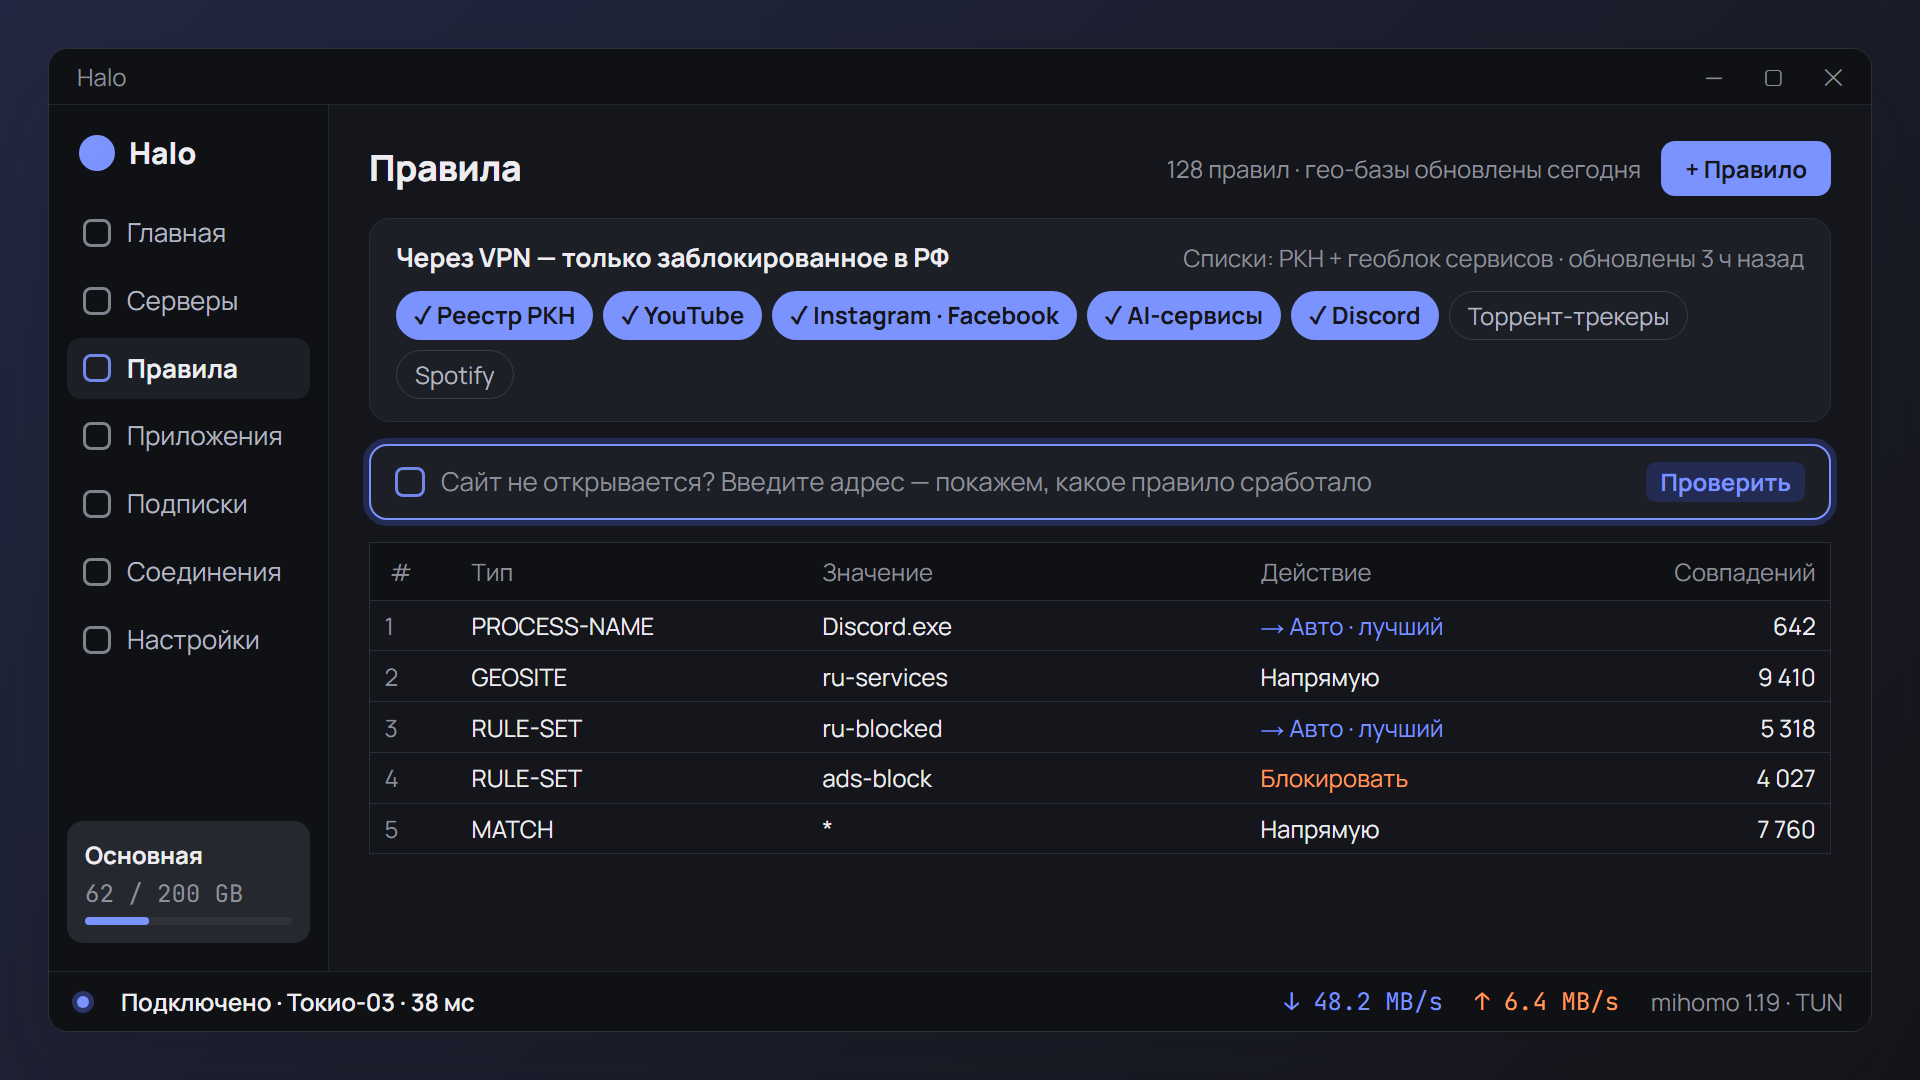 Halo
Halo
Главная
Серверы
Правила
Приложения
Подписки
Соединения
Настройки
Основная
62 / 200 GB
Правила
128 правил · гео-базы обновлены сегодня
+ Правило
Через VPN — только заблокированное в РФ
Списки: РКН + геоблок сервисов · обновлены 3 ч назад
✓ Реестр РКН ✓ YouTube ✓ Instagram · Facebook ✓ AI-сервисы ✓ Discord Торрент-трекеры
Spotify
Сайт не открывается? Введите адрес — покажем, какое правило сработало
Проверить
# Тип Значение Действие Совпадений
1 PROCESS-NAME Discord.exe → Авто · лучший 642
2 GEOSITE ru-services Напрямую 9 410
3 RULE-SET ru-blocked → Авто · лучший 5 318
4 RULE-SET ads-block Блокировать 4 027
5 MATCH * Напрямую 7 760
Подключено · Токио-03 · 38 мс
↓ 48.2 MB/s ↑ 6.4 MB/s mihomo 1.19 · TUN